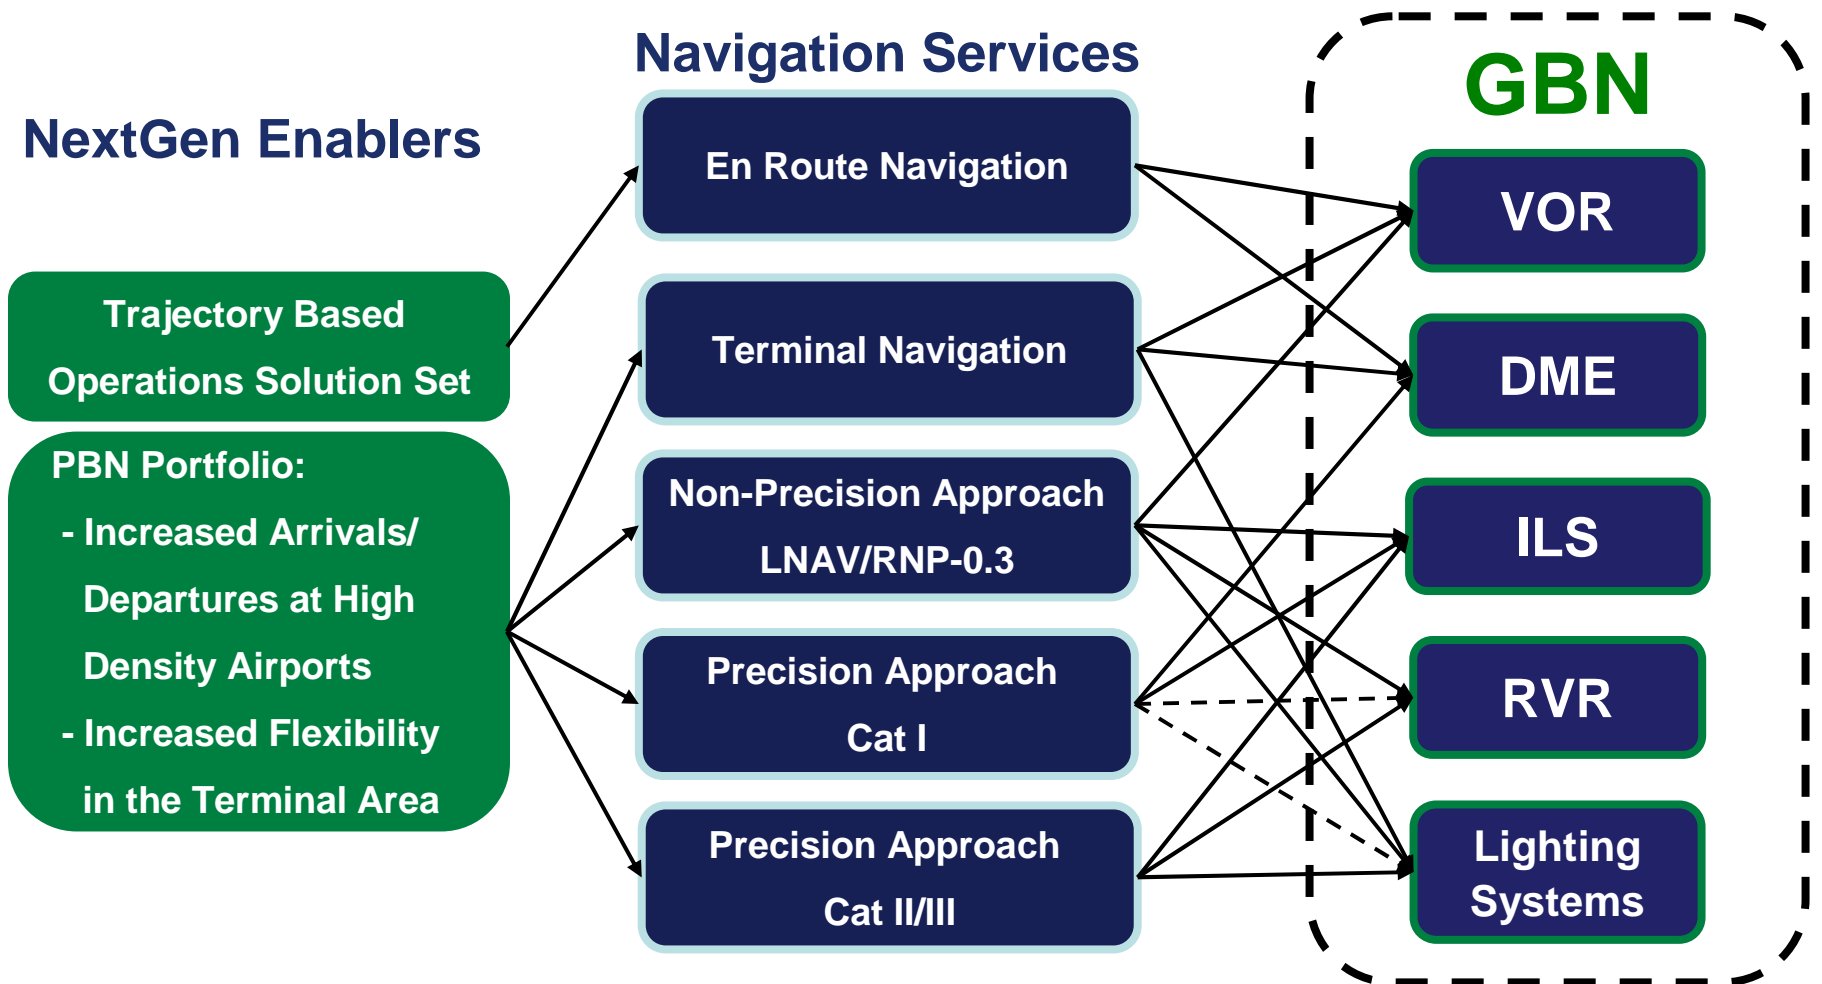 NextGen Enablers
Trajectory Based
Operations Solution Set
PBN Portfolio:
- Increased Arrivals/
Departures at High
Density Airports
- Increased Flexibility
in the Terminal Area
Navigation Services
En Route Navigation
Terminal Navigation
Non-Precision Approach
LNAV/RNP-0.3
Precision Approach
Cat I
Precision Approach
Cat II/III
GBN
VOR
DME
ILS
RVR
Lighting
Systems